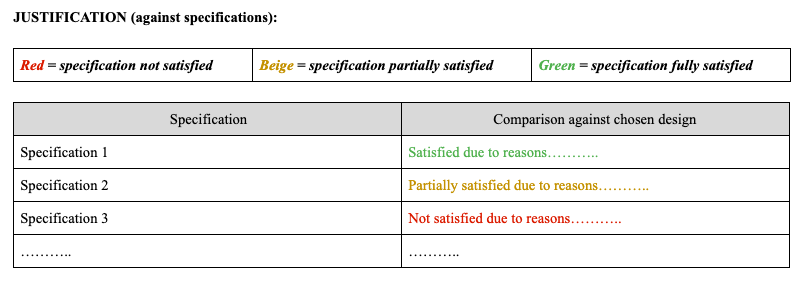 JUSTIFICATION (against specifications):
Red = specification not satisfied Beige = specification partially satisfied Green = specification fully satisfied
Specification Comparison against chosen design
Specification 1 Satisfied due to reasons………..
Specification 2 Partially satisfied due to reasons………..
Specification 3 Not satisfied due to reasons………..
……….. ………..